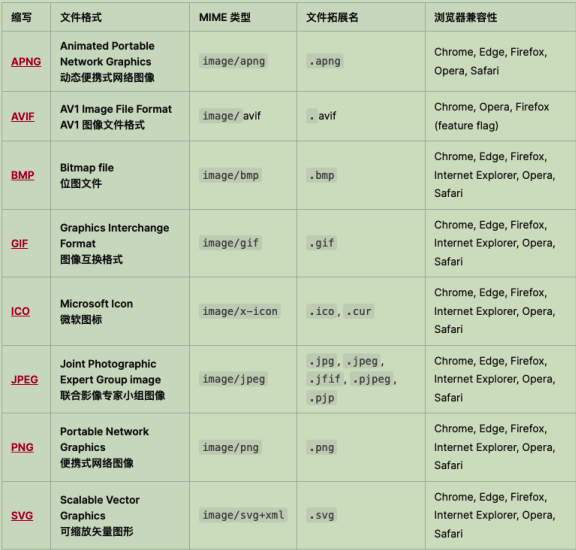 缩写 文件格式 MIME 类型 文件拓展名 浏览器兼容性
APNG
Animated Portable
Network Graphics
动态便携式网络图像
image/apng
.apng
Chrome, Edge, Firefox,
Opera, Safari
AVIF
AV1 Image File Format
AV1 图像文件格式
image/ avif
. avif
Chrome, Opera, Firefox
(feature flag)
BMP
Bitmap file
位图文件
image/bmp
.bmp
Chrome, Edge, Firefox,
Internet Explorer, Opera,
Safari
GIF
Graphics Interchange
Format
图像互换格式
image/gif
.gif
Chrome, Edge, Firefox,
Internet Explorer, Opera,
Safari
ICO
Microsoft Icon
微软图标
image/x-icon
.ico , .cur
Chrome, Edge, Firefox,
Internet Explorer, Opera,
Safari
JPEG
Joint Photographic
Expert Group image
联合影像专家小组图像
image/jpeg
.jpg , .jpeg ,
.jfif , .pjpeg ,
.pjp
Chrome, Edge, Firefox,
Internet Explorer, Opera,
Safari
PNG
Portable Network
Graphics
便携式网络图像
image/png
.png
Chrome, Edge, Firefox,
Internet Explorer, Opera,
Safari
SVG
Scalable Vector
Graphics
可缩放矢量图形
image/svg+xml
.svg
Chrome, Edge, Firefox,
Internet Explorer, Opera,
Safari